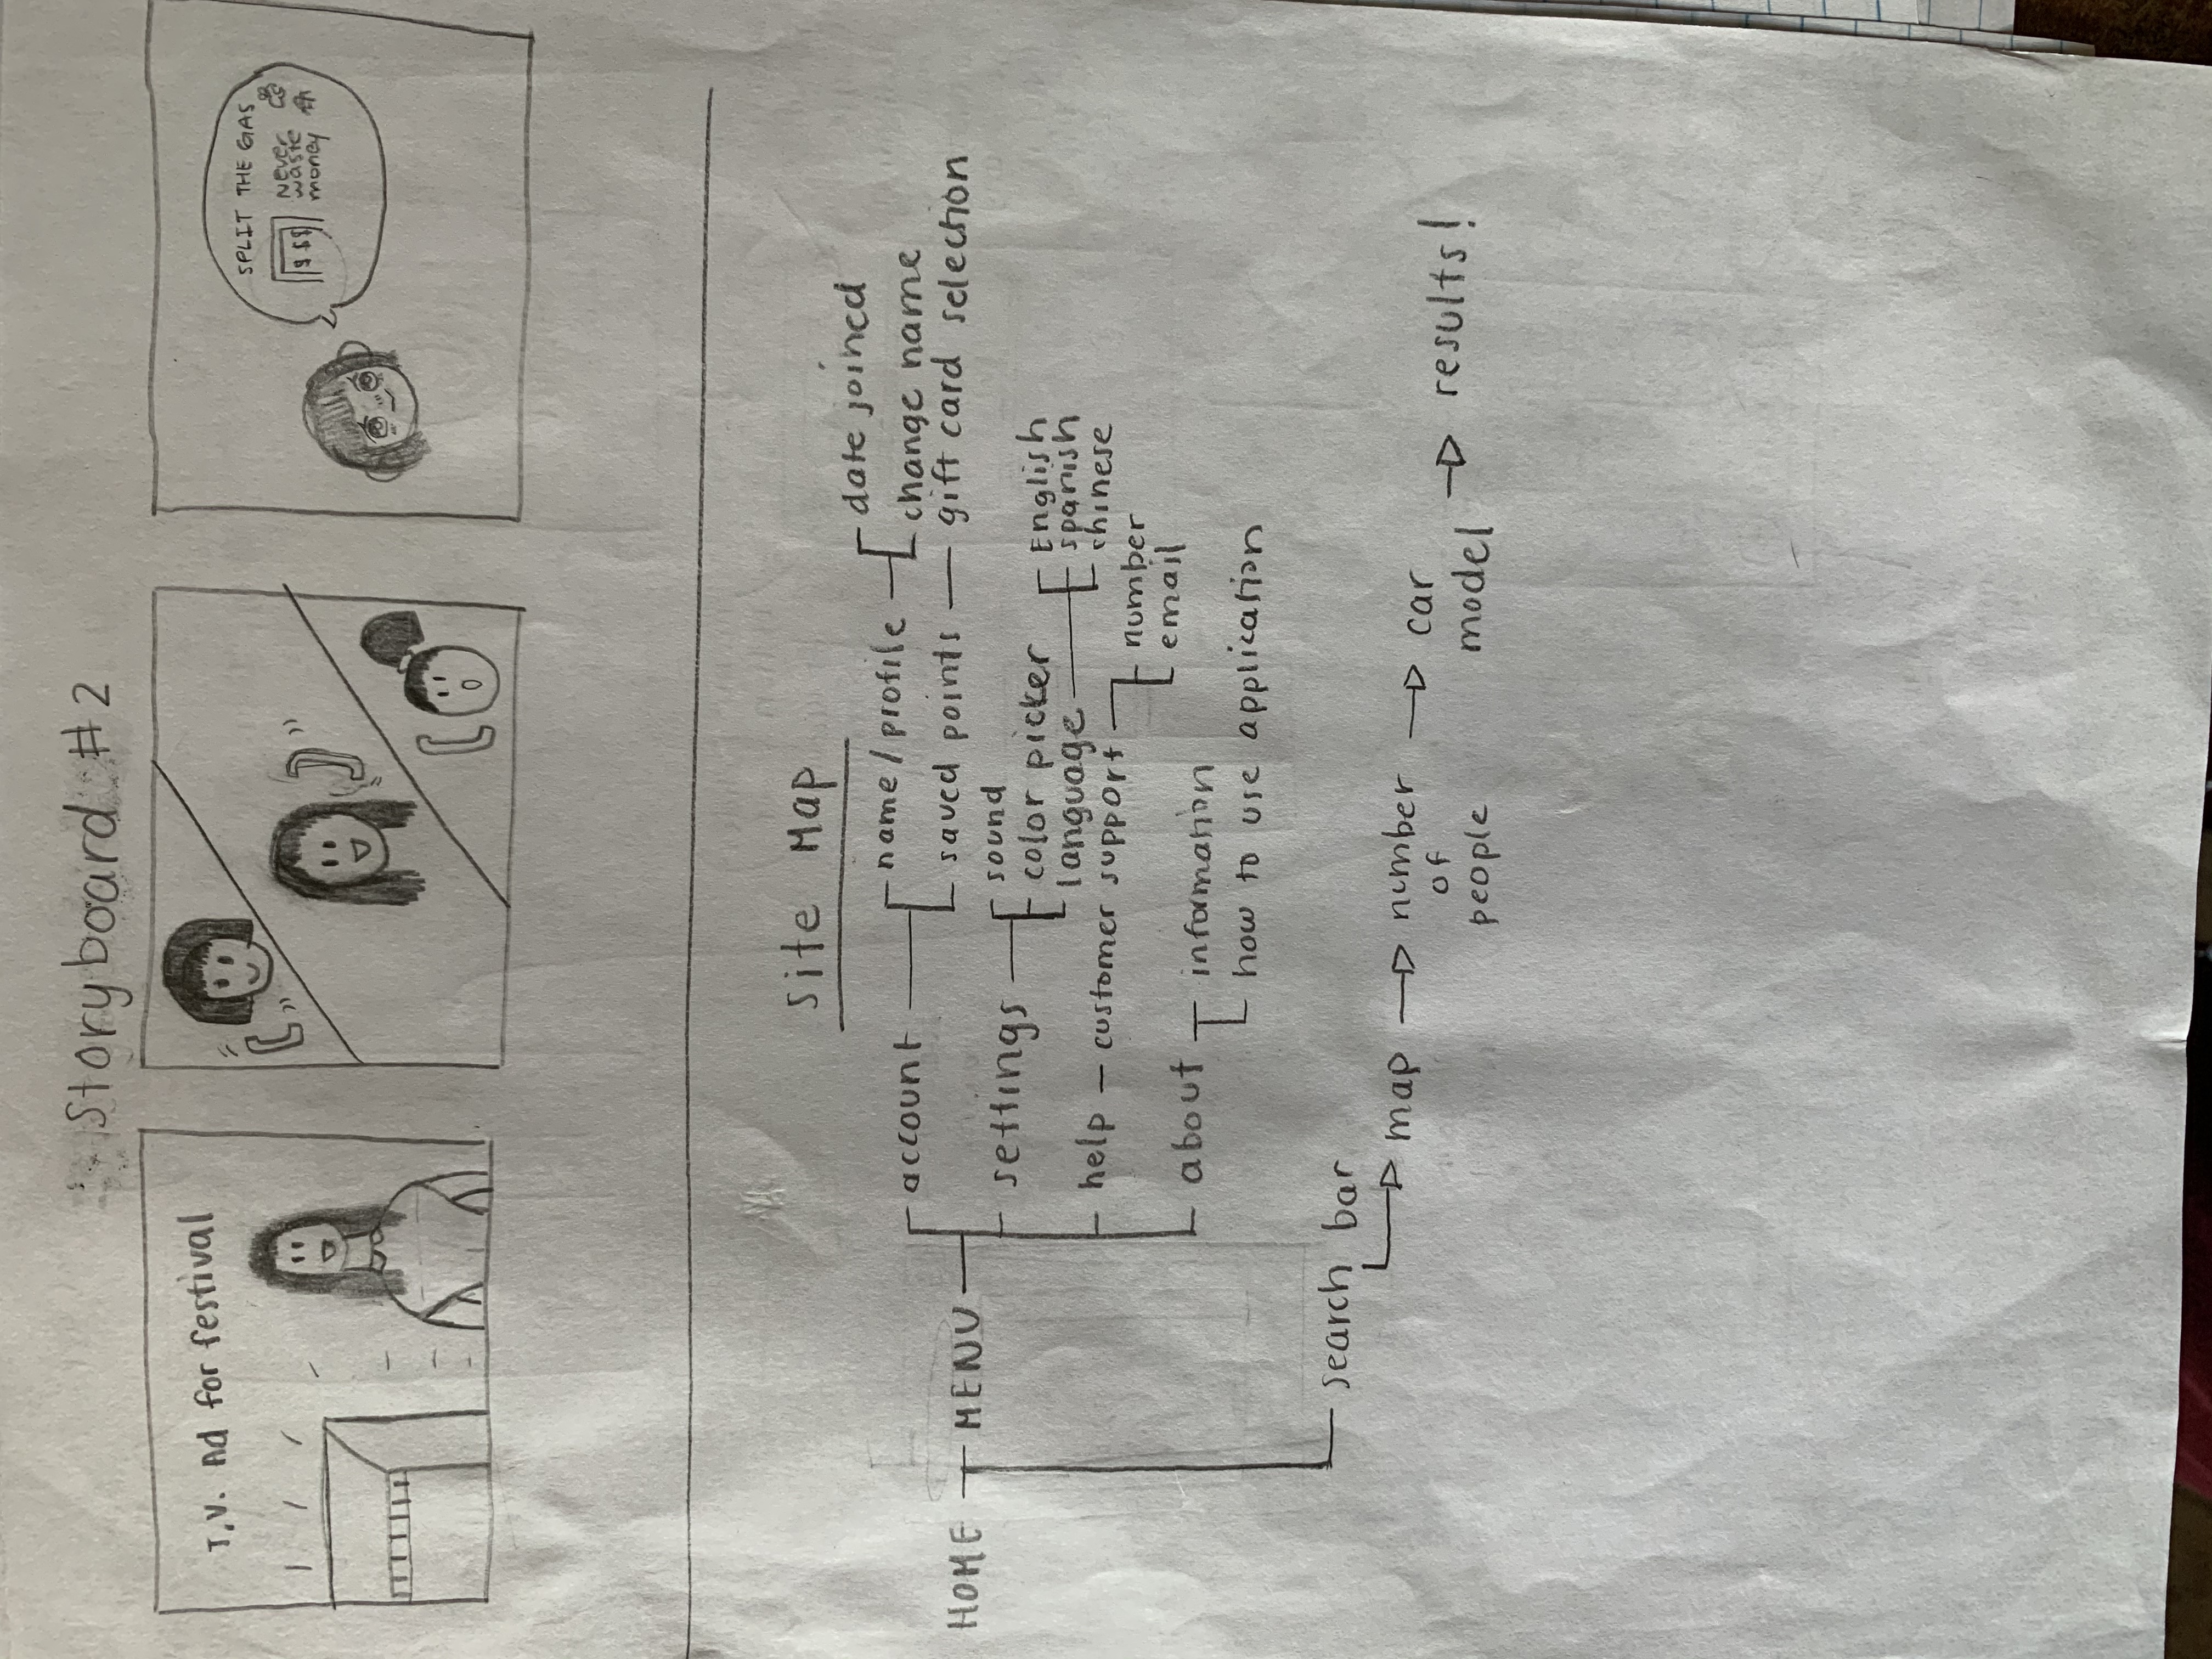 Storyboard #2
T.V. Ad for festival
SPLIT THE GAS
$ $$
Never
waste
money
Site Map
HOME
MENU
account
name / profile
date joined
change name
saved points
gift card selection
settings
sound
color picker
language
English
spanish
chinese
help
customer support
number
email
about
information
how to use application
search bar
map
number
of
people
car
model
results!